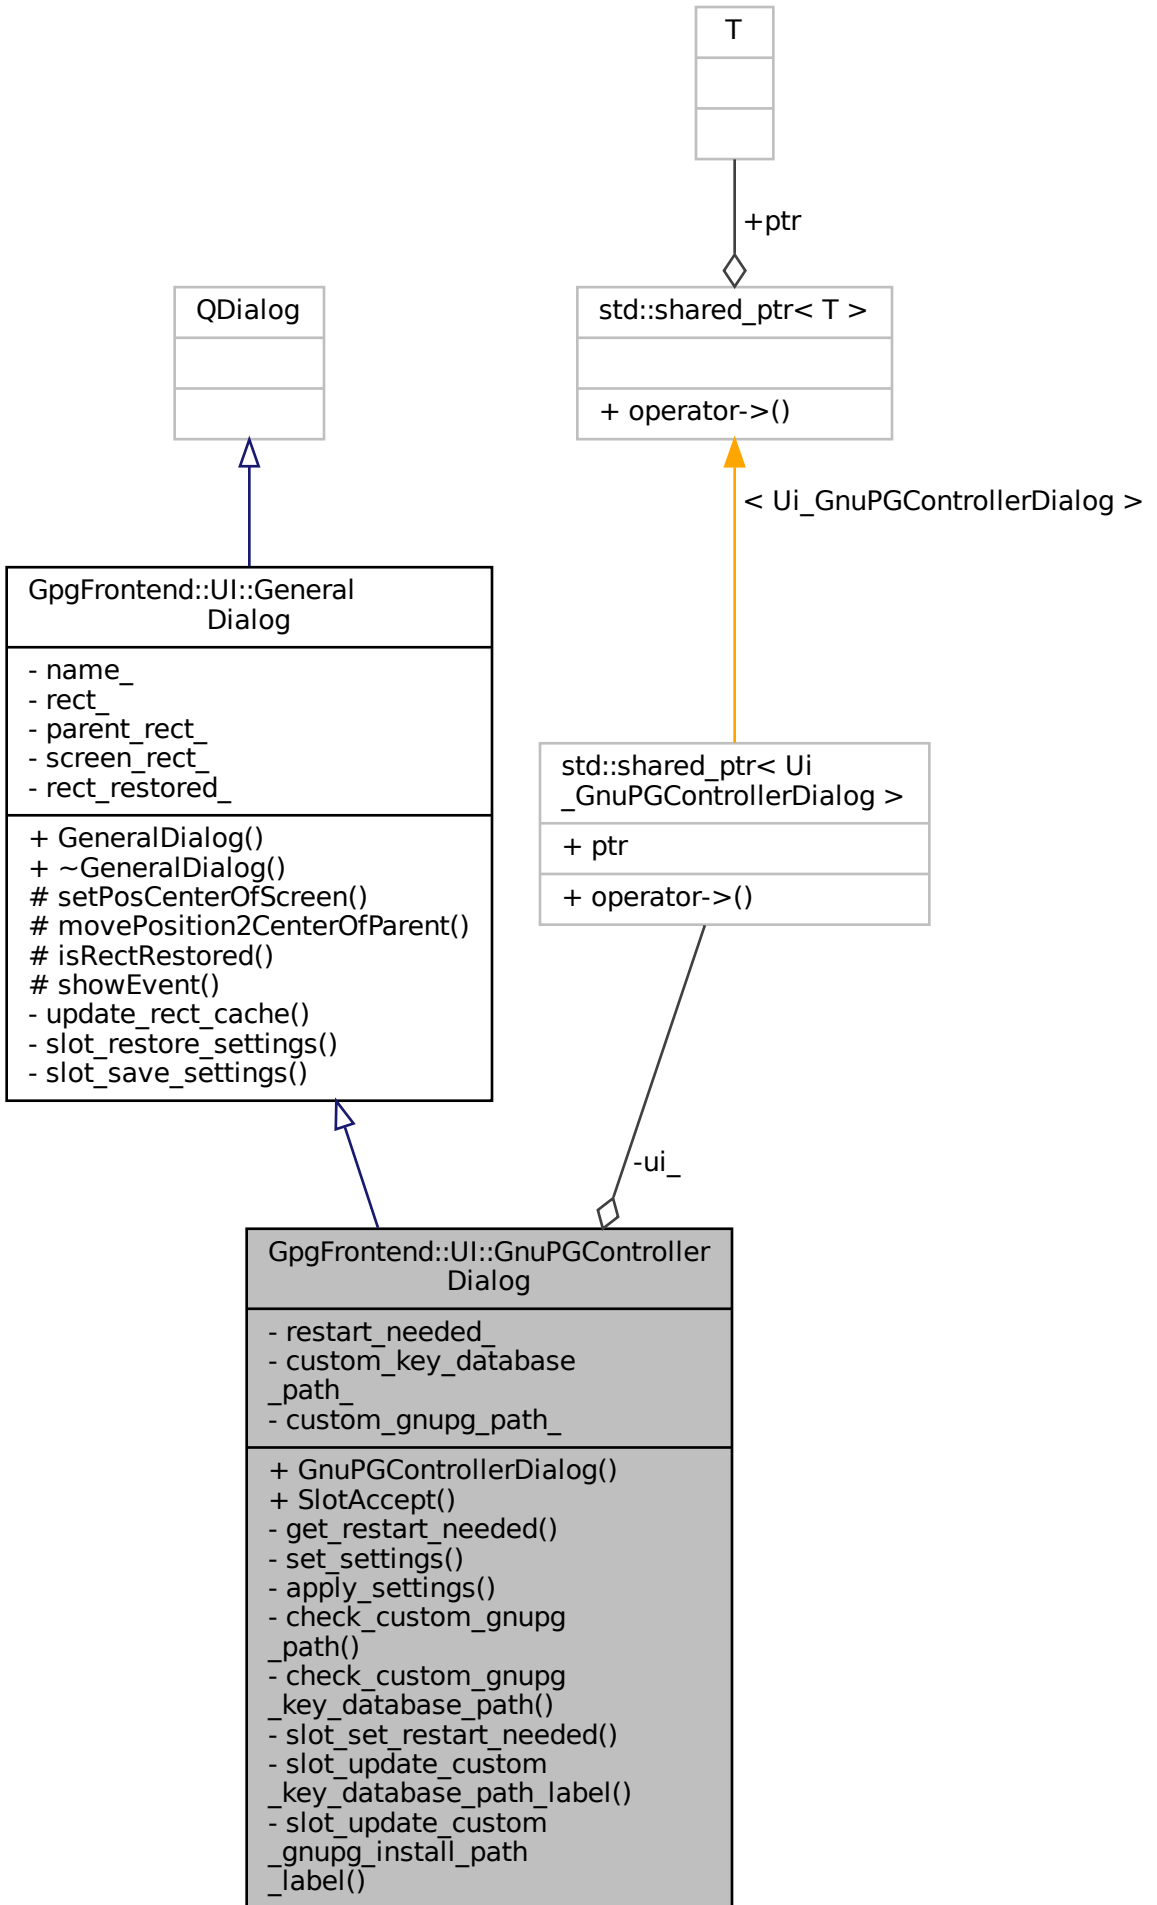 T
+ptr
QDialog
std::shared_ptr< T >
+ operator->()
< Ui_GnuPGControllerDialog >
GpgFrontend::UI::General
Dialog
- name_
- rect_
- parent_rect_
- screen_rect_
- rect_restored_
+ GeneralDialog()
+ ~GeneralDialog()
# setPosCenterOfScreen()
# movePosition2CenterOfParent()
# isRectRestored()
# showEvent()
- update_rect_cache()
- slot_restore_settings()
- slot_save_settings()
std::shared_ptr< Ui
_GnuPGControllerDialog >
+ ptr
+ operator->()
-ui_
GpgFrontend::UI::GnuPGController
Dialog
- restart_needed_
- custom_key_database
_path_
- custom_gnupg_path_
+ GnuPGControllerDialog()
+ SlotAccept()
- get_restart_needed()
- set_settings()
- apply_settings()
- check_custom_gnupg
_path()
- check_custom_gnupg
_key_database_path()
- slot_set_restart_needed()
- slot_update_custom
_key_database_path_label()
- slot_update_custom
_gnupg_install_path
_label()